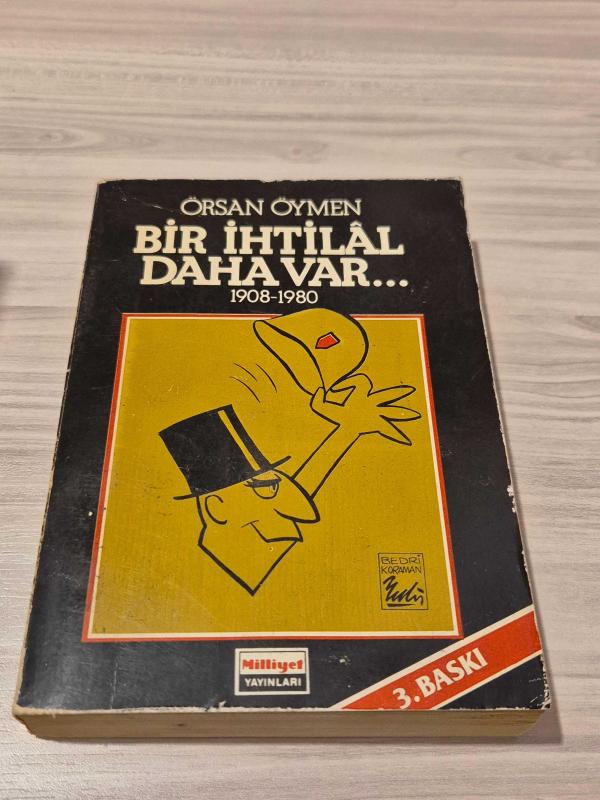 ÖRSAN ÖYMEN
BİR İHTİLÂL
DAHA VAR...
1908-1980
BEDRİ
KORAMAN
Milliyet
YAYINLARI
3. BASKI